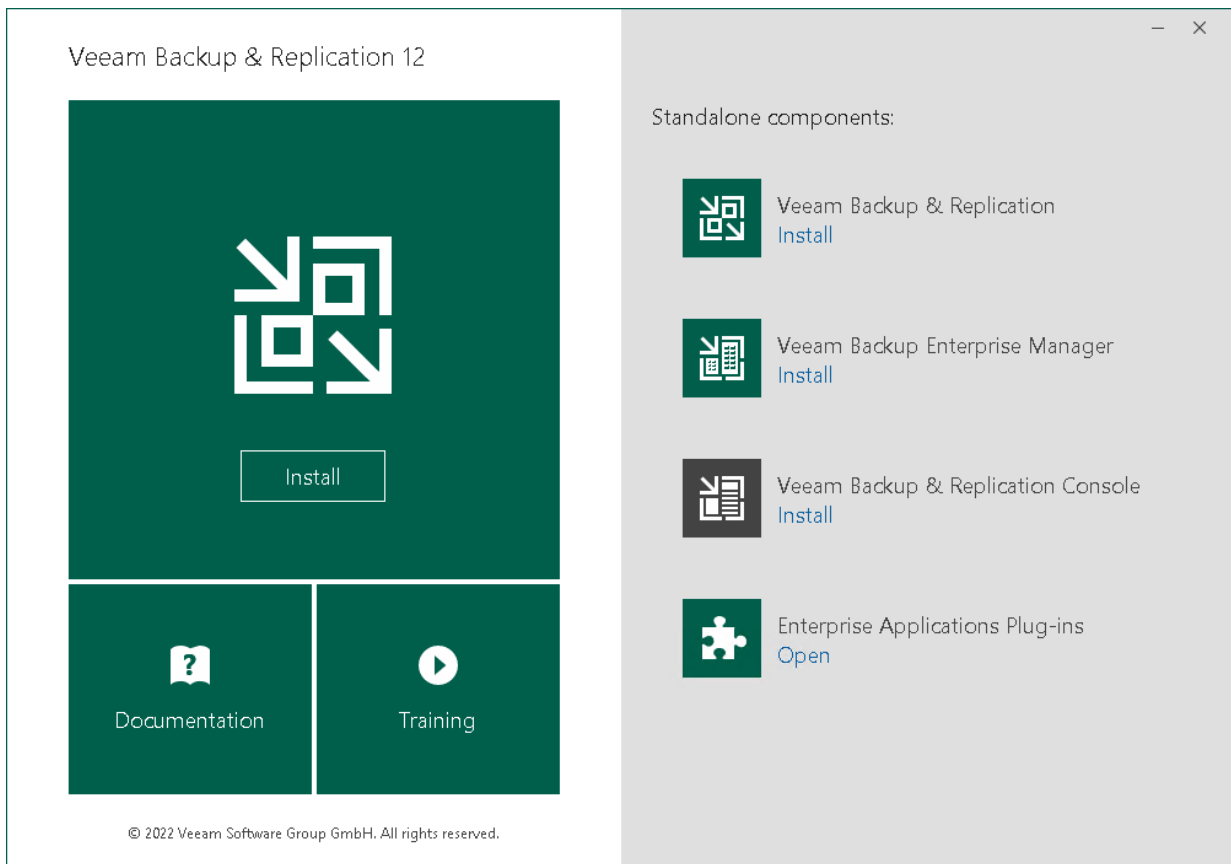 Veeam Backup & Replication 12
Install
Documentation
Training
© 2022 Veeam Software Group GmbH. All rights reserved.
Standalone components:
Veeam Backup & Replication
Install
Veeam Backup Enterprise Manager
Install
Veeam Backup & Replication Console
Install
Enterprise Applications Plug-ins
Open